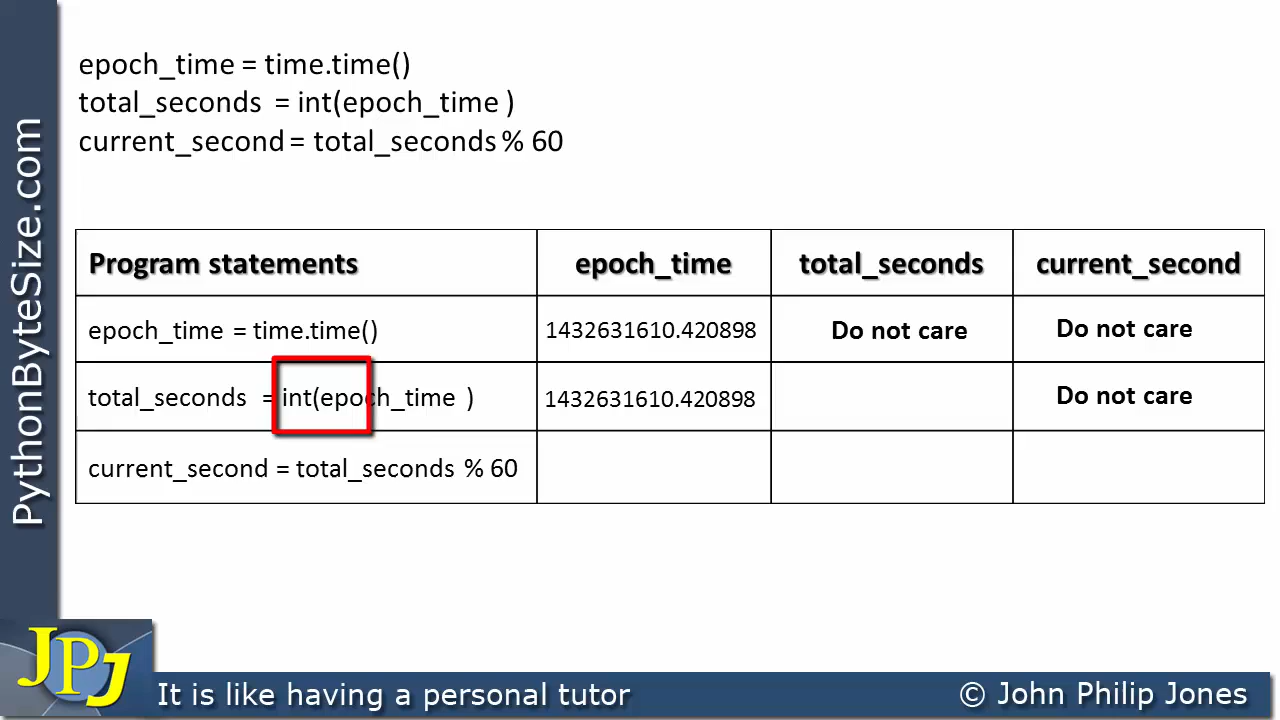 epoch_time = time.time()
total_seconds = int(epoch_time )
current_second = total_seconds % 60
PythonByteSize.com
Program statements epoch_time total_seconds current_second
epoch_time = time.time() 1432631610.420898 Do not care Do not care
total_seconds = int(epoch_time ) 1432631610.420898 Do not care
current_second = total_seconds % 60
JPJ It is like having a personal tutor © John Philip Jones